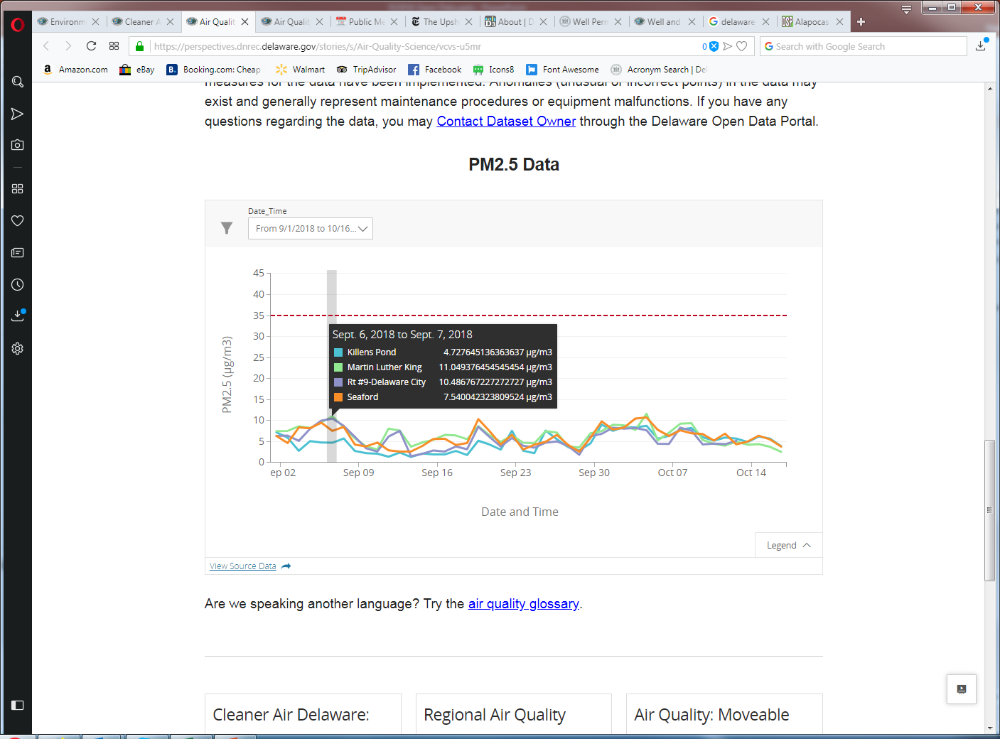 Environm
Cleaner A
Air Qualit
Air Qualit
Public Me
The Upsh
About | D
Well Perm
Well and
delaware
Alapocas
https://perspectives.dnrec.delaware.gov/stories/s/Air-Quality-Science/vcvs-u5mr
0
Search with Google Search
Amazon.com
eBay
Booking.com: Cheap
Walmart
TripAdvisor
Facebook
Icons8
Font Awesome
Acronym Search | Del
measures for the data have been implemented. Anomalies (unusual or incorrect points) in the data may
exist and generally represent maintenance procedures or equipment malfunctions. If you have any
questions regarding the data, you may Contact Dataset Owner through the Delaware Open Data Portal.
PM2.5 Data
Date_Time
From 9/1/2018 to 10/16...
45
40
35
30
25
20
15
10
5
0
PM2.5 (µg/m3)
Sept. 6, 2018 to Sept. 7, 2018
Killens Pond 4.727645136363637 µg/m3
Martin Luther King 11.049376454545454 µg/m3
Rt #9-Delaware City 10.486767227272727 µg/m3
Seaford 7.540042323809524 µg/m3
ep 02
Sep 09
Sep 16
Sep 23
Sep 30
Oct 07
Oct 14
Date and Time
Legend
View Source Data
Are we speaking another language? Try the air quality glossary.
Cleaner Air Delaware:
Regional Air Quality
Air Quality: Moveable